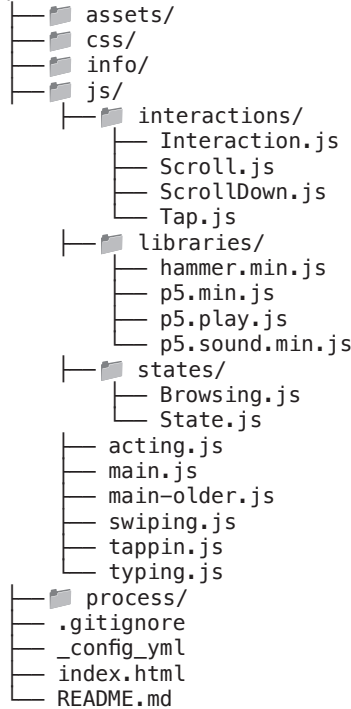 assets/
css/
info/
js/
interactions/
Interaction.js
Scroll.js
ScrollDown.js
Tap.js
libraries/
hammer.min.js
p5.min.js
p5.play.js
p5.sound.min.js
states/
Browsing.js
State.js
acting.js
main.js
main-older.js
swiping.js
tappin.js
typing.js
process/
.gitignore
_config_yml
index.html
README.md